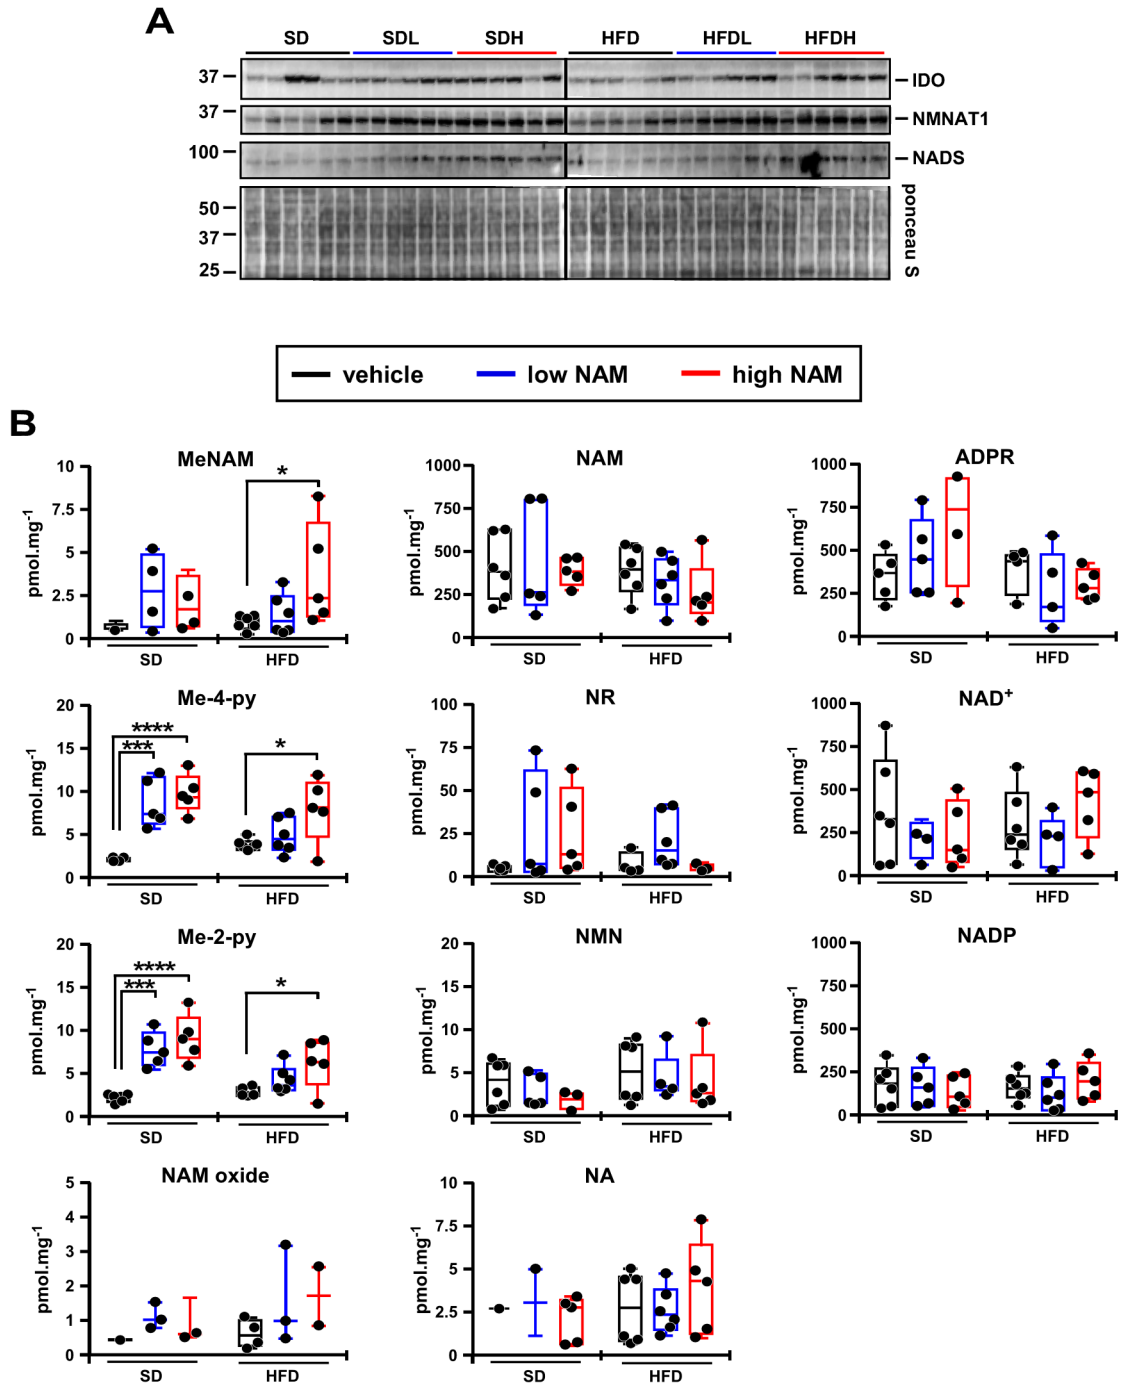 A
SD SDL SDH HFD HFDL HFDH
37 IDO
37 NMNAT1
100 NADS
50
37
25
ponceau S
vehicle low NAM high NAM
B
MeNAM
pmol.mg-1
10
7.5
5
2.5
0
*
SD HFD
NAM
pmol.mg-1
1000
750
500
250
0
SD HFD
ADPR
pmol.mg-1
1000
750
500
250
0
SD HFD
Me-4-py
pmol.mg-1
20
15
10
5
0
****
***
*
SD HFD
NR
pmol.mg-1
100
75
50
25
0
SD HFD
NAD+
pmol.mg-1
1000
750
500
250
0
SD HFD
Me-2-py
pmol.mg-1
20
15
10
5
0
****
***
*
SD HFD
NMN
pmol.mg-1
20
15
10
5
0
SD HFD
NADP
pmol.mg-1
1000
750
500
250
0
SD HFD
NAM oxide
pmol.mg-1
5
4
3
2
1
0
SD HFD
NA
pmol.mg-1
10
7.5
5
2.5
0
SD HFD